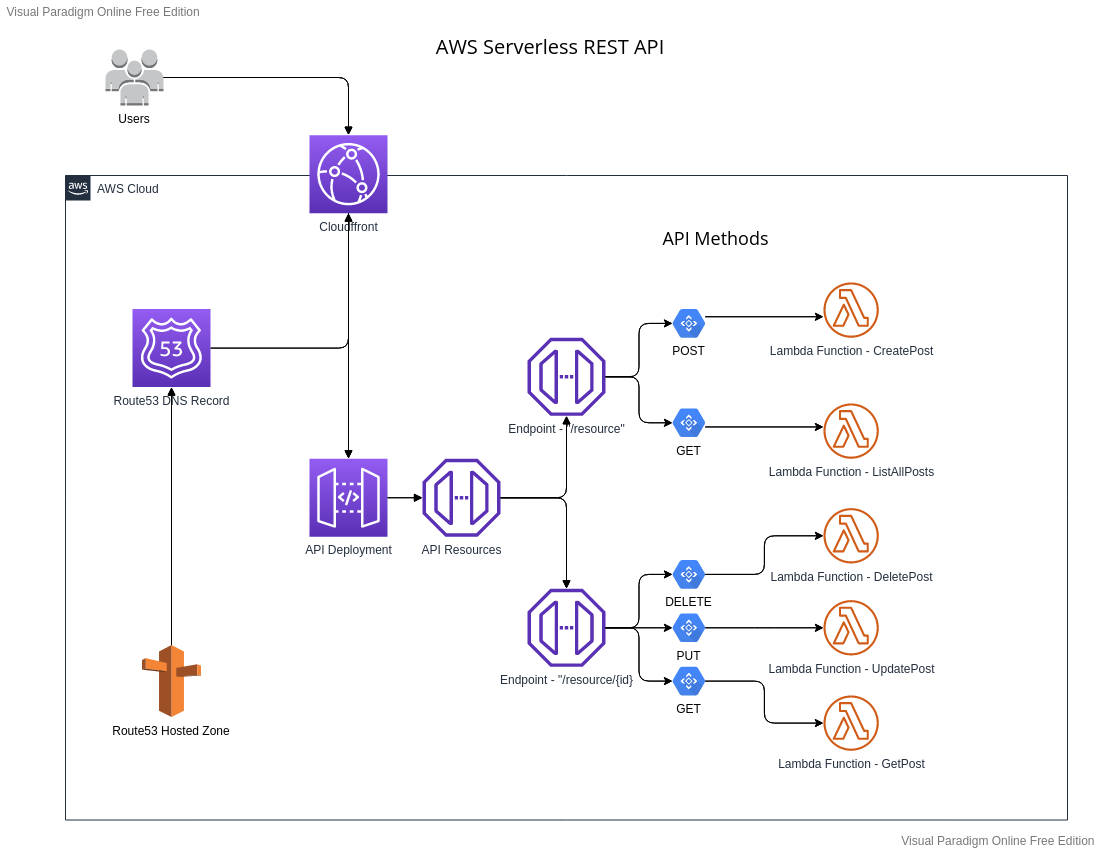 Visual Paradigm Online Free Edition
AWS Serverless REST API
Users
aws
AWS Cloud
Cloudfront
API Methods
53
Route53 DNS Record
POST
Lambda Function - CreatePost
Endpoint - "/resource"
GET
Lambda Function - ListAllPosts
</>
API Deployment
API Resources
DELETE
Lambda Function - DeletePost
PUT
Lambda Function - UpdatePost
Endpoint - "/resource/{id}
GET
Route53 Hosted Zone
Lambda Function - GetPost
Visual Paradigm Online Free Edition